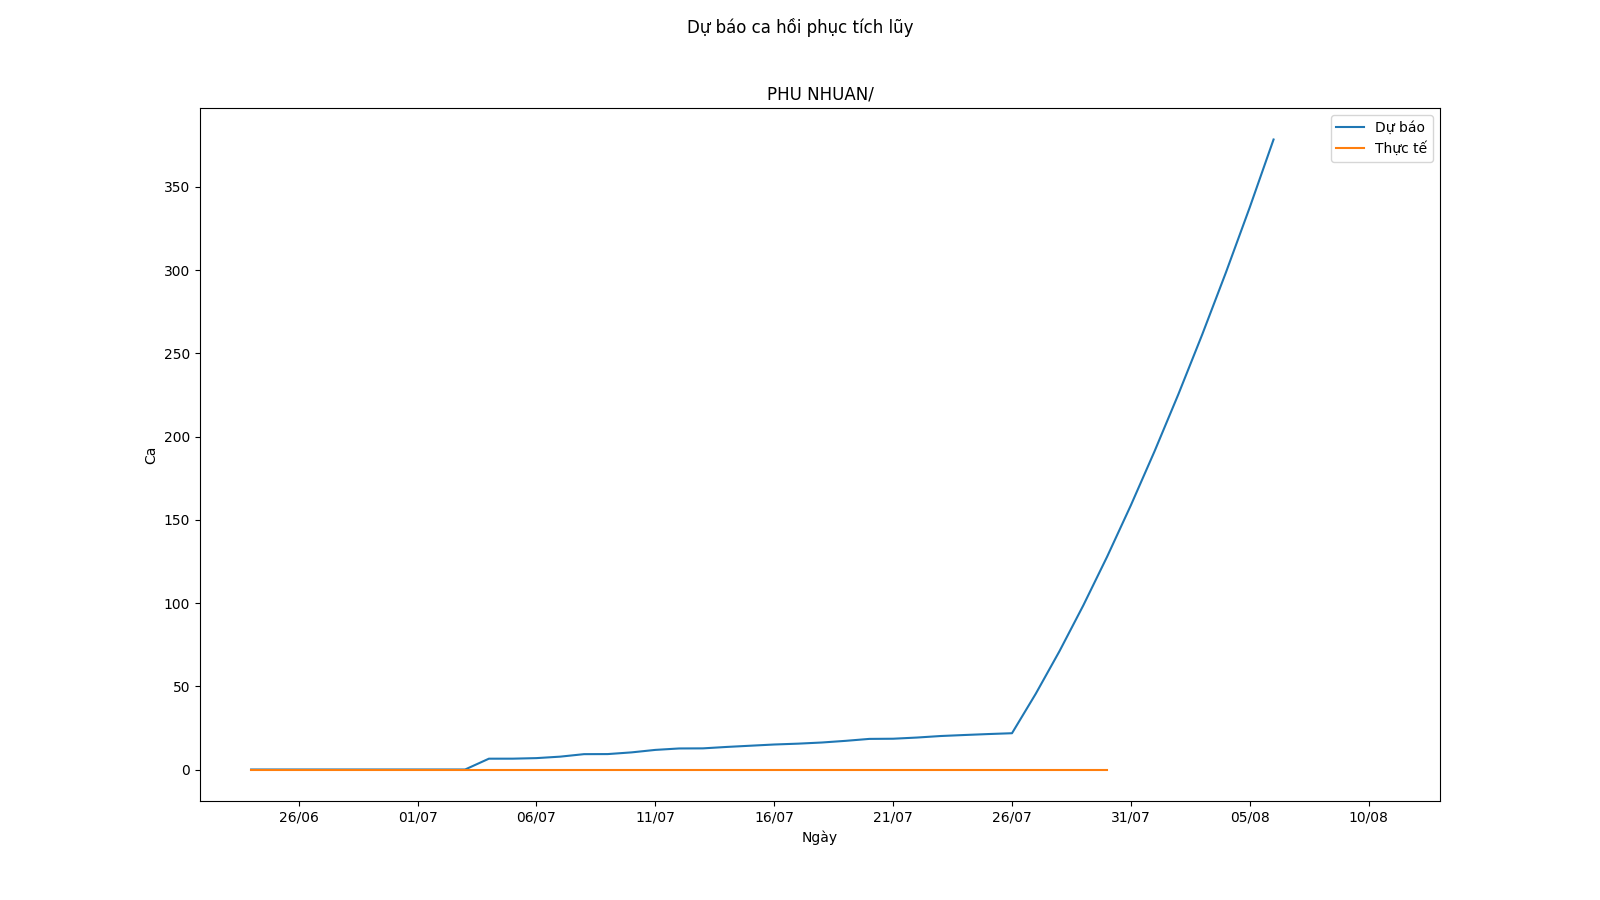 Dự báo ca hồi phục tích lũy
PHU NHUAN/
Dự báo
Thực tế
350
300
250
200
150
100
50
0
Ca
26/06 01/07 06/07 11/07 16/07 21/07 26/07 31/07 05/08 10/08
Ngày